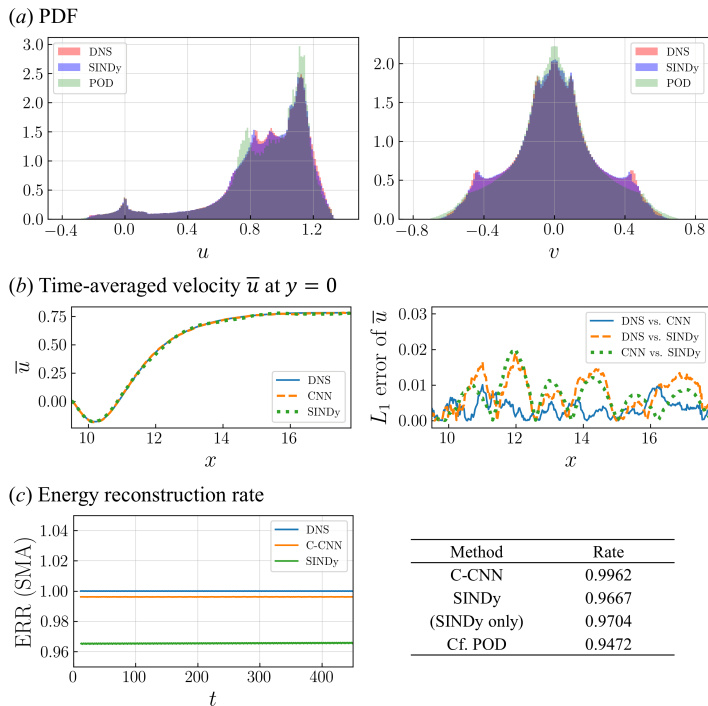 (a) PDF
3.0
2.5
2.0
1.5
1.0
0.5
0.0
−0.4
0.0
0.4
0.8
1.2
u
DNS
SINDy
POD
2.0
1.5
1.0
0.5
0.0
−0.8
−0.4
0.0
0.4
0.8
v
DNS
SINDy
POD
(b) Time-averaged velocity u̅ at y = 0
0.75
0.50
0.25
0.00
u̅
10
12
14
16
x
DNS
CNN
SINDy
L₁ error of u̅
0.03
0.02
0.01
0.00
10
12
14
16
x
DNS vs. CNN
DNS vs. SINDy
CNN vs. SINDy
(c) Energy reconstruction rate
ERR (SMA)
1.04
1.02
1.00
0.98
0.96
0
100
200
300
400
t
DNS
C-CNN
SINDy
Method Rate
C-CNN 0.9962
SINDy 0.9667
(SINDy only) 0.9704
Cf. POD 0.9472